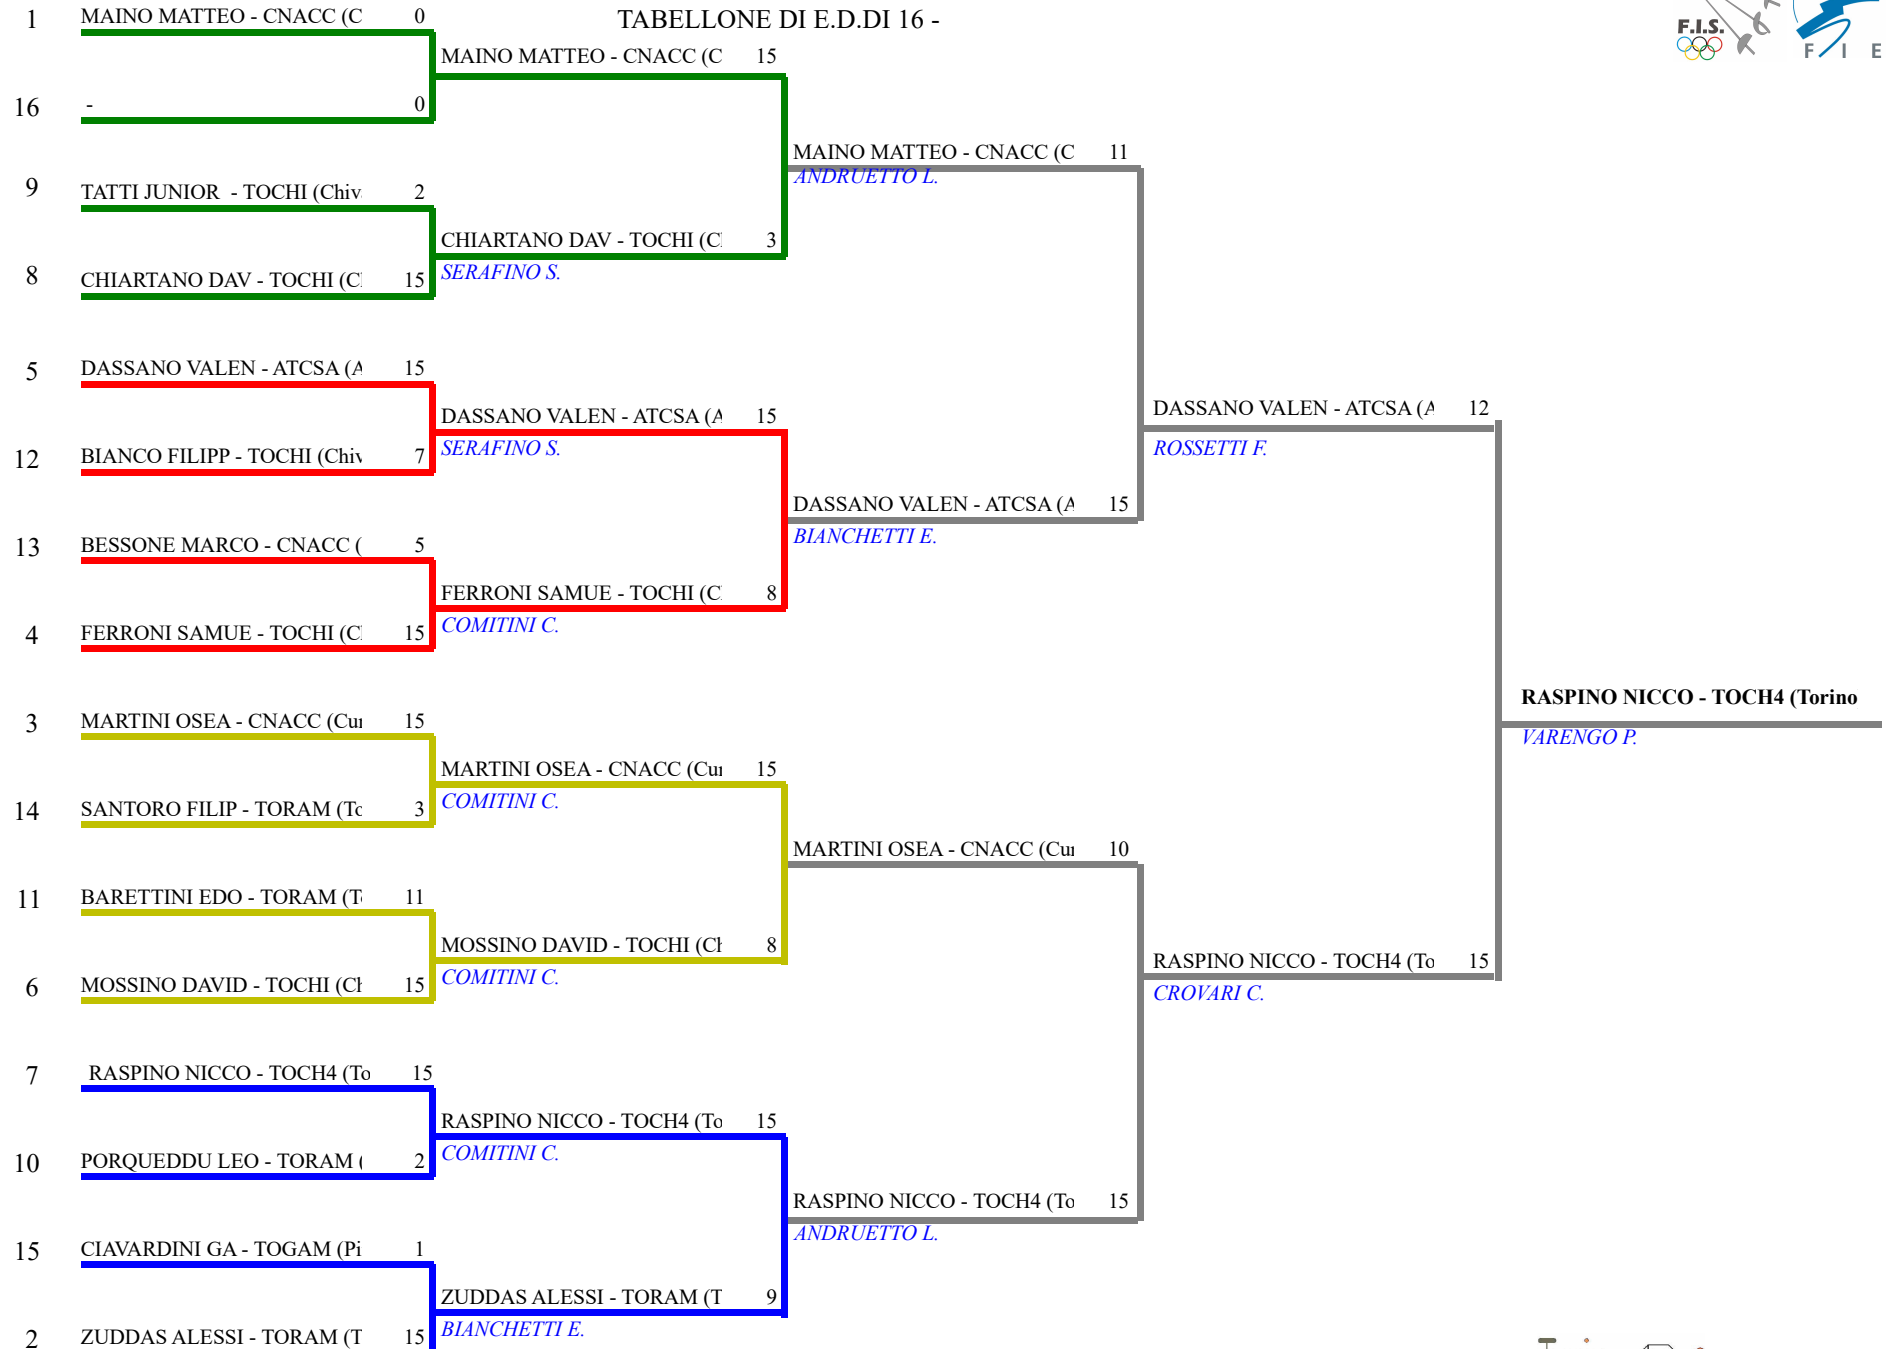 TABELLONE DI E.D.DI 16 -
F.I.S.
F I E
1 MAINO MATTEO - CNACC (C 0
MAINO MATTEO - CNACC (C 15
16 - 0
MAINO MATTEO - CNACC (C 11
ANDRUETTO L.
9 TATTI JUNIOR - TOCHI (Chiv 2
CHIARTANO DAV - TOCHI (C 3
SERAFINO S.
8 CHIARTANO DAV - TOCHI (C 15
5 DASSANO VALEN - ATCSA (A 15
DASSANO VALEN - ATCSA (A 15
SERAFINO S.
DASSANO VALEN - ATCSA (A 12
ROSSETTI F.
12 BIANCO FILIPP - TOCHI (Chiv 7
DASSANO VALEN - ATCSA (A 15
BIANCHETTI E.
13 BESSONE MARCO - CNACC ( 5
FERRONI SAMUE - TOCHI (C 8
COMITINI C.
4 FERRONI SAMUE - TOCHI (C 15
RASPINO NICCO - TOCH4 (Torino
VARENGO P.
3 MARTINI OSEA - CNACC (Cu 15
MARTINI OSEA - CNACC (Cu 15
COMITINI C.
14 SANTORO FILIP - TORAM (To 3
MARTINI OSEA - CNACC (Cu 10
11 BARETTINI EDO - TORAM (T 11
MOSSINO DAVID - TOCHI (Ch 8
COMITINI C.
RASPINO NICCO - TOCH4 (To 15
CROVARI C.
6 MOSSINO DAVID - TOCHI (Ch 15
7 RASPINO NICCO - TOCH4 (To 15
RASPINO NICCO - TOCH4 (To 15
COMITINI C.
10 PORQUEDDU LEO - TORAM ( 2
RASPINO NICCO - TOCH4 (To 15
ANDRUETTO L.
15 CIAVARDINI GA - TOGAM (Pi 1
ZUDDAS ALESSI - TORAM (T 9
BIANCHETTI E.
2 ZUDDAS ALESSI - TORAM (T 15